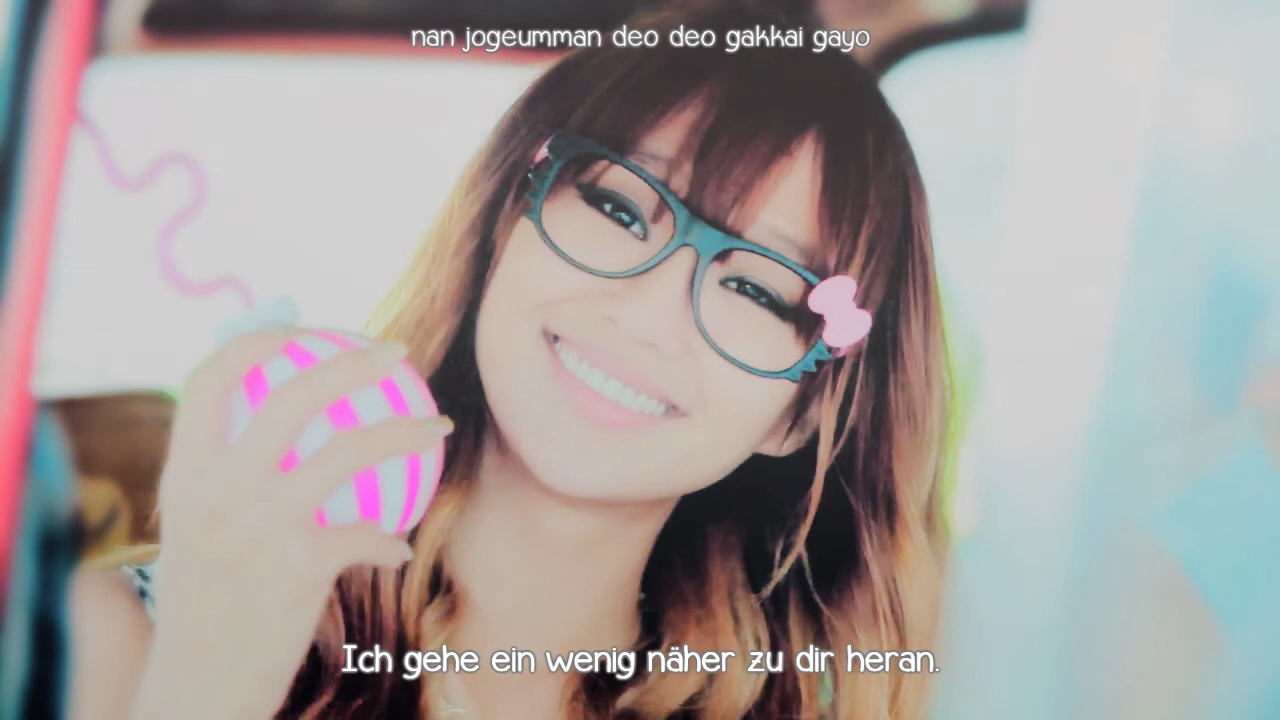 nan jogeumman deo deo gakkai gayo
Ich gehe ein wenig näher zu dir heran.